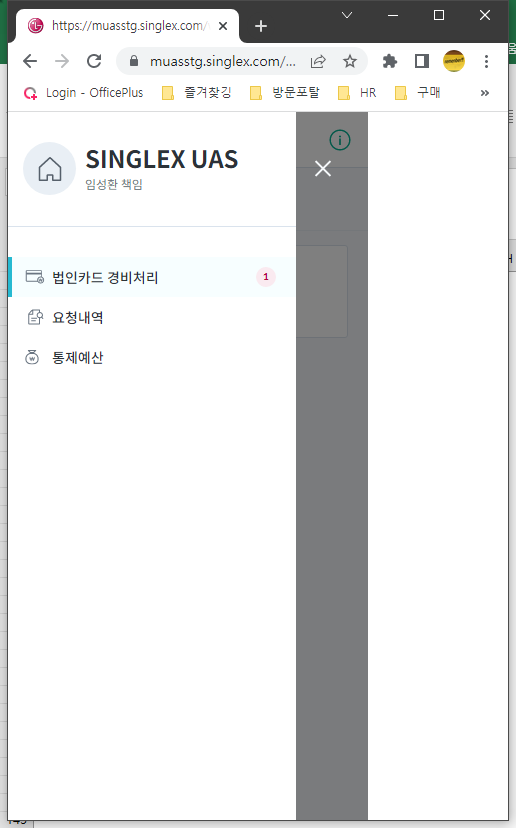 https://muasstg.singlex.com/
muasstg.singlex.com/...
Login - OfficePlus
즐겨찾깅
방문포탈
HR
구매
SINGLEX UAS
임성환 책임
법인카드 경비처리
1
요청내역
통제예산